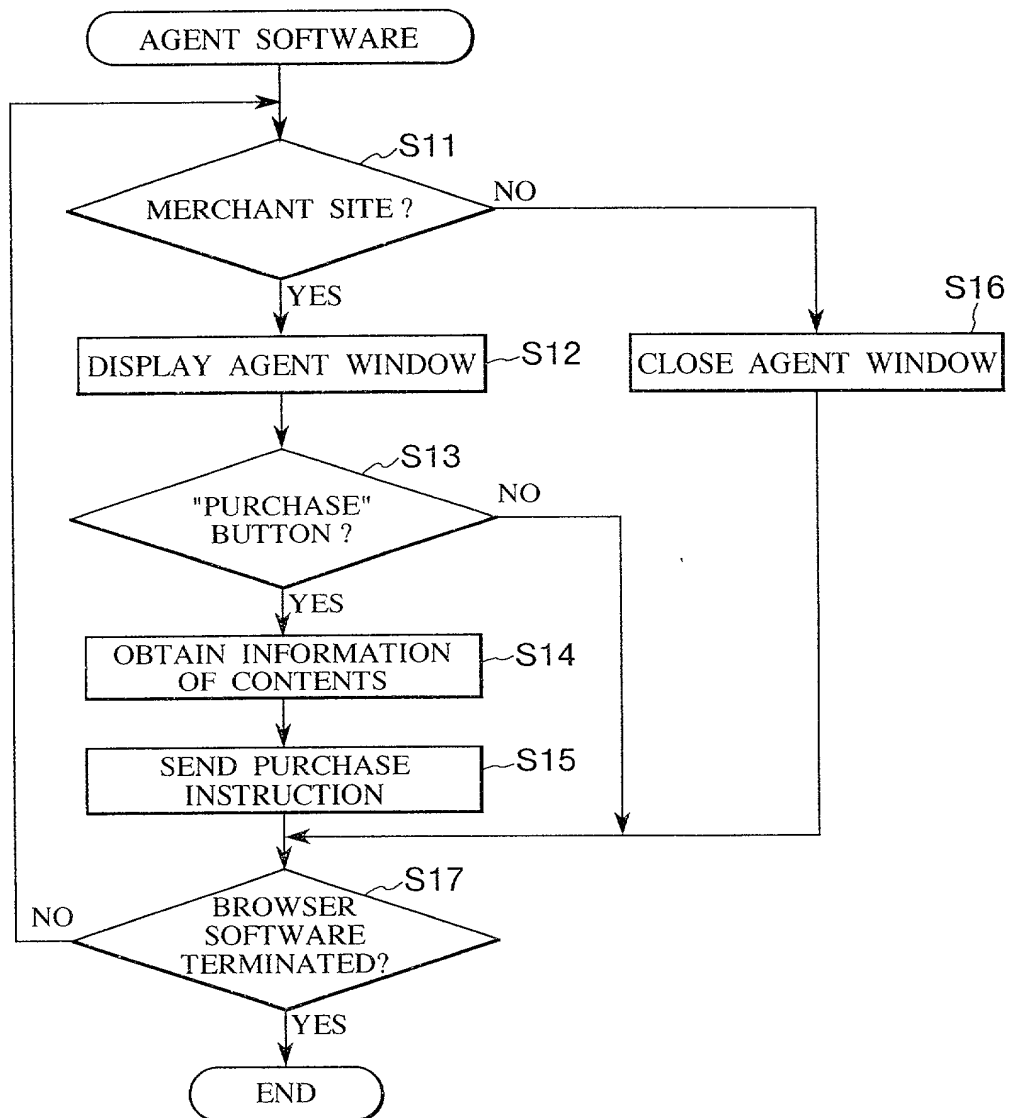 AGENT SOFTWARE
S11
MERCHANT SITE ?
NO
YES
S16
DISPLAY AGENT WINDOW
S12
CLOSE AGENT WINDOW
S13
"PURCHASE"
BUTTON ?
NO
YES
OBTAIN INFORMATION
OF CONTENTS
S14
SEND PURCHASE
INSTRUCTION
S15
S17
BROWSER
SOFTWARE
TERMINATED?
NO
YES
END